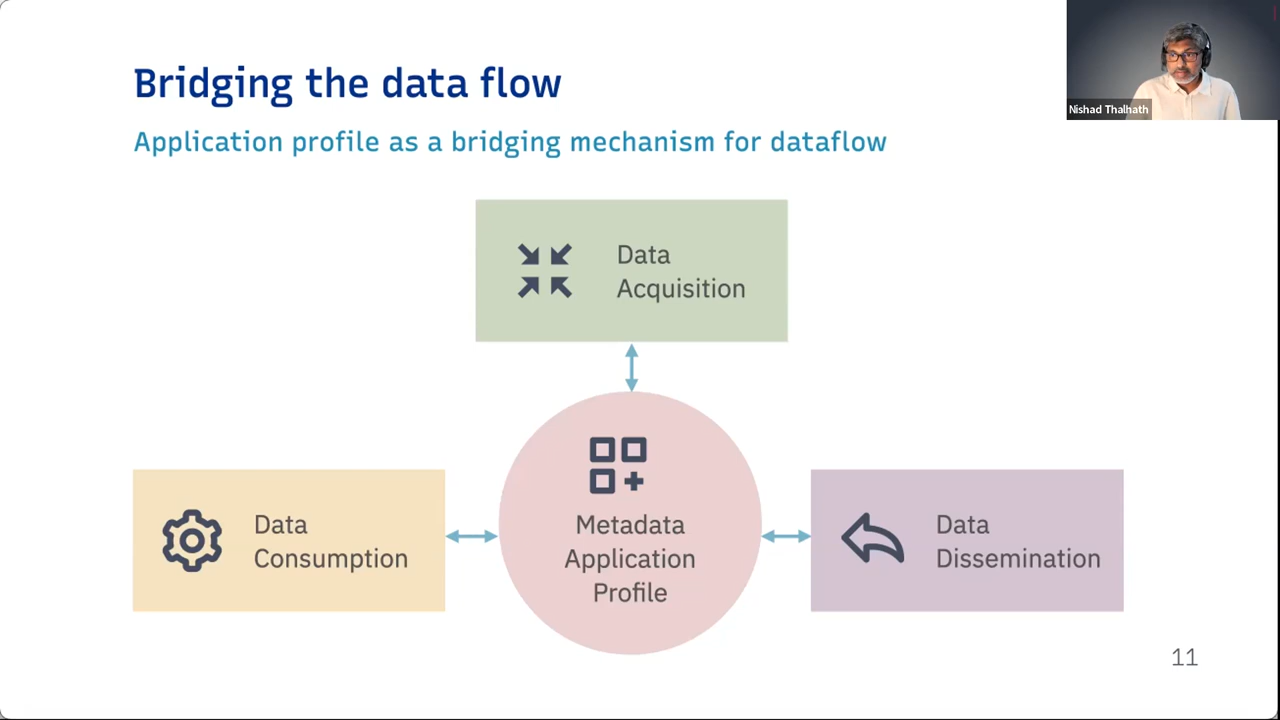 Bridging the data flow
Application profile as a bridging mechanism for dataflow
Nishad Thalhath
Data
Acquisition
Data
Consumption
Metadata
Application
Profile
Data
Dissemination
11